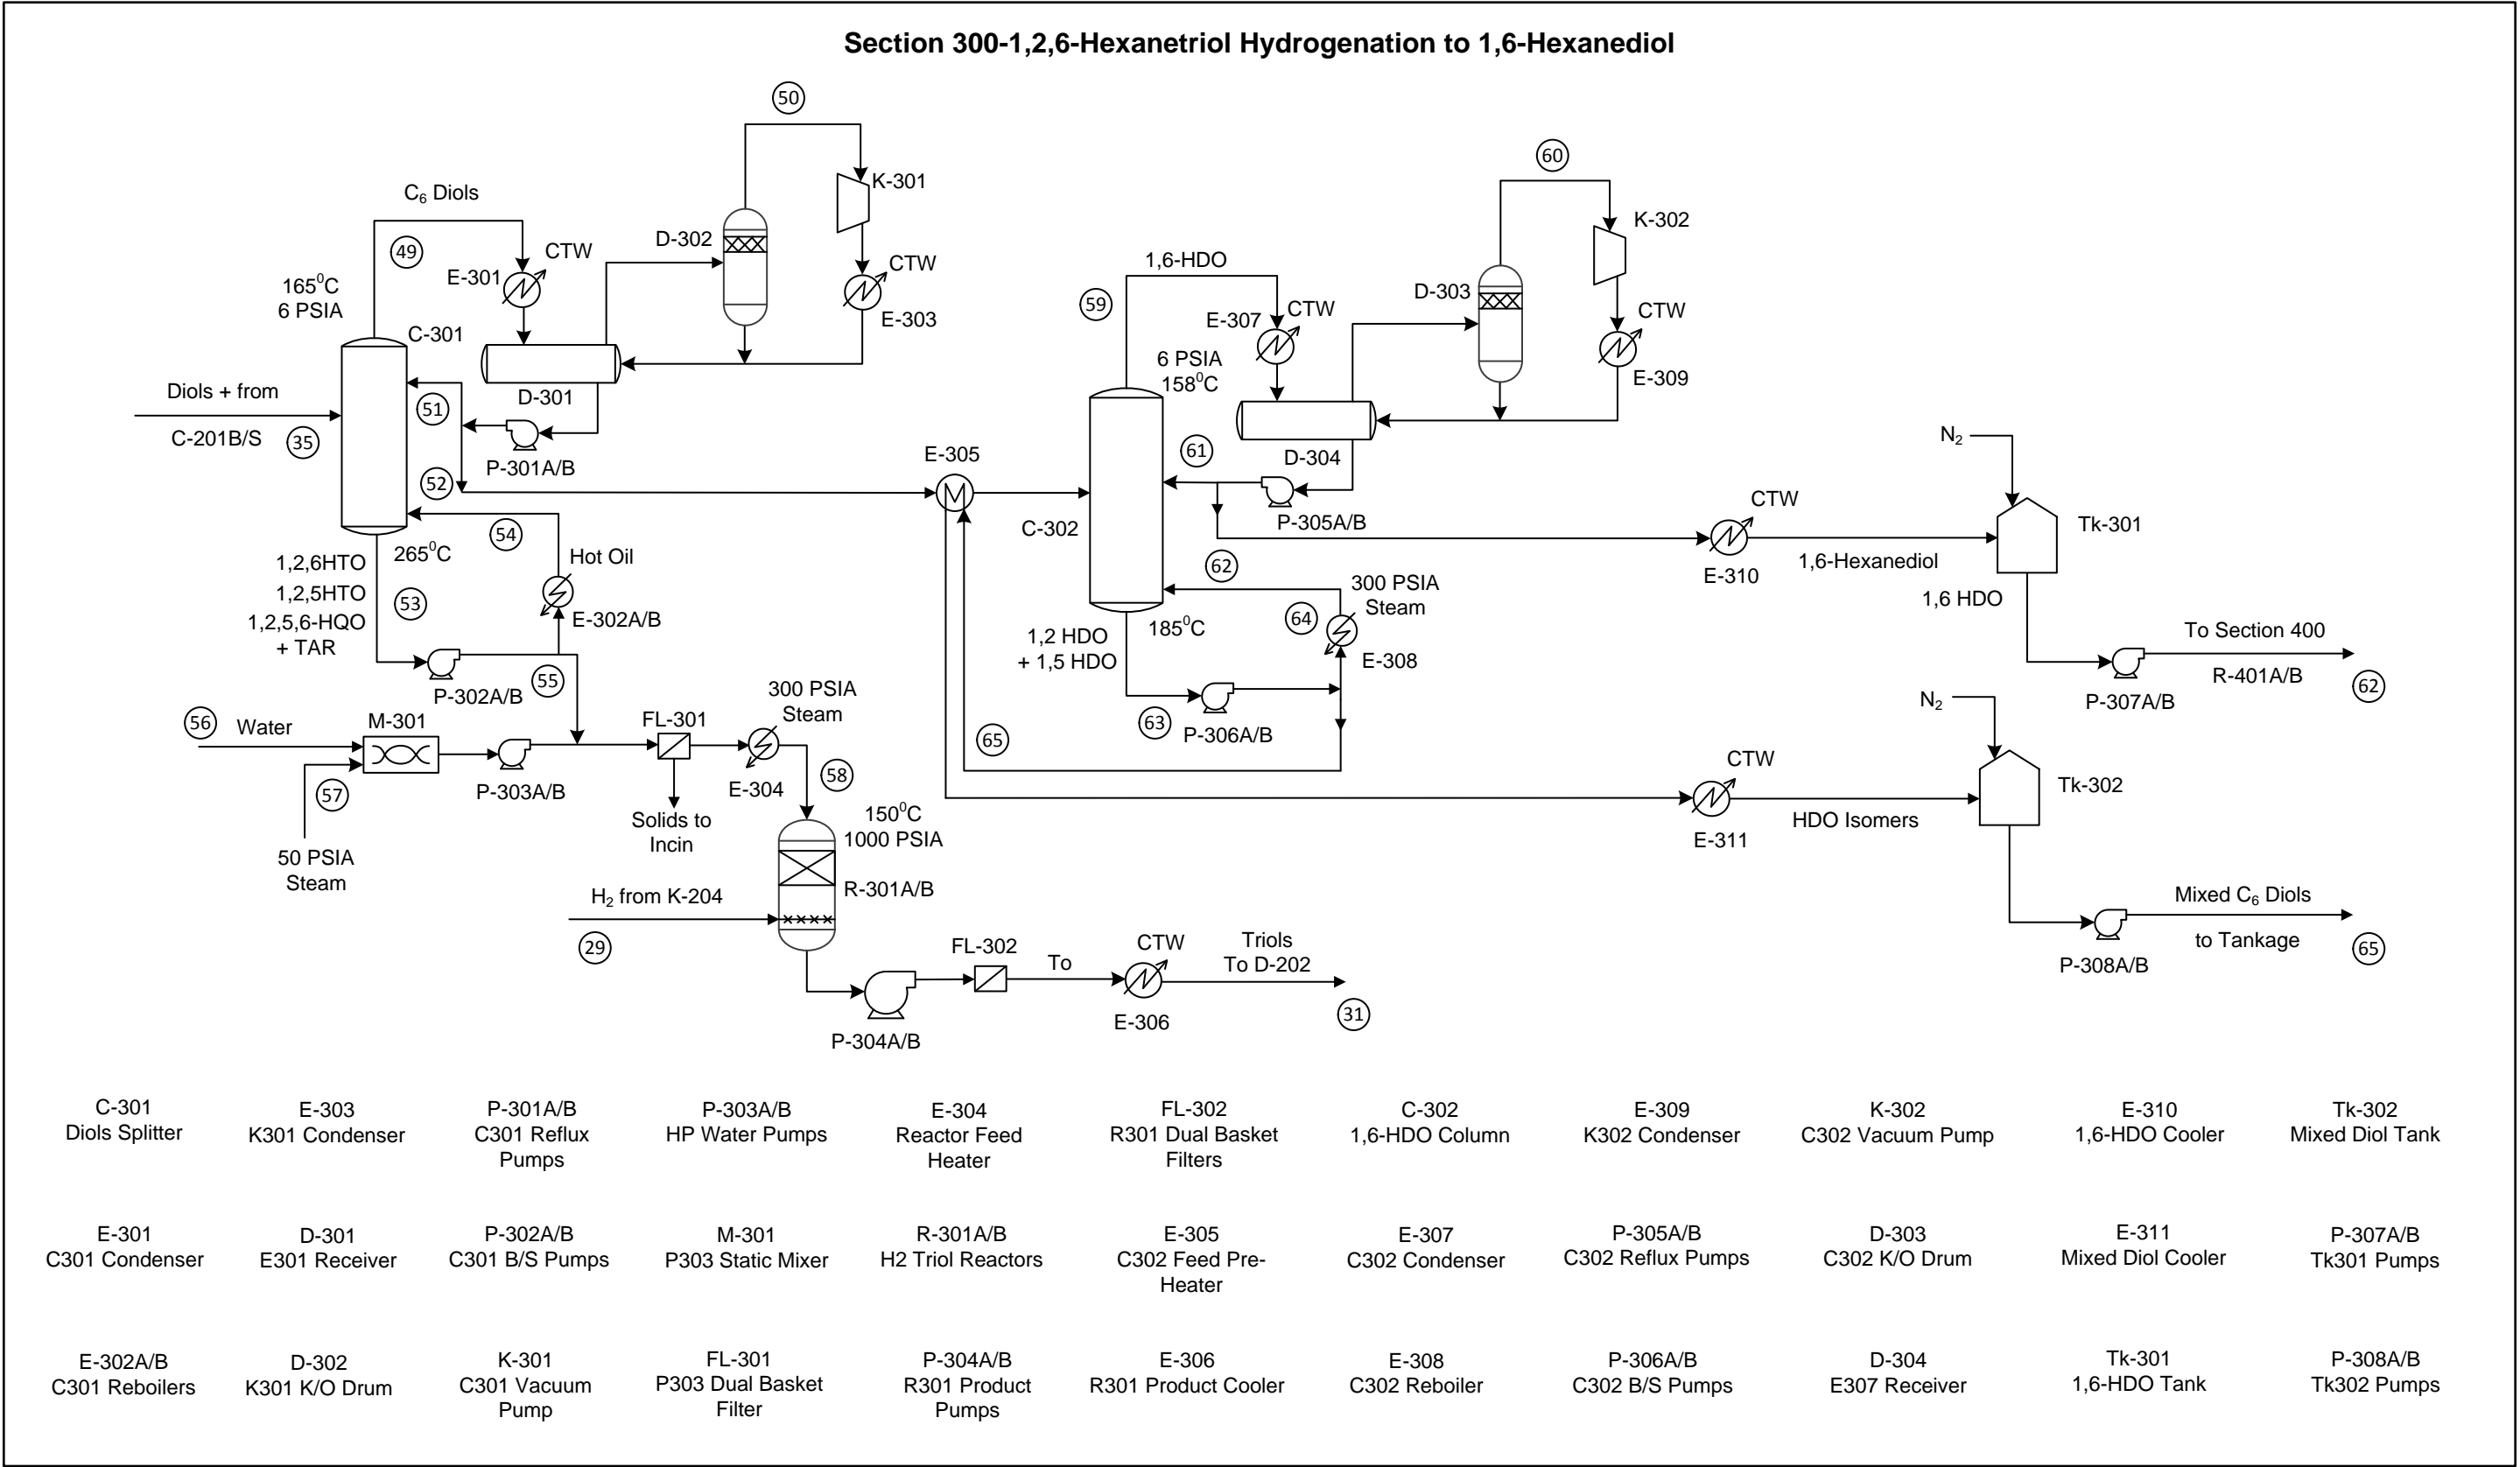 Section 300-1,2,6-Hexanetriol Hydrogenation to 1,6-Hexanediol
50
K-301
C₆ Diols
49
CTW
E-301
D-302
CTW
E-303
165⁰C
6 PSIA
C-301
Diols + from
C-201B/S
35
51
D-301
P-301A/B
52
54
265⁰C
1,2,6HTO
1,2,5HTO
1,2,5,6-HQO
+ TAR
53
Hot Oil
E-302A/B
P-302A/B
55
56
Water
M-301
57
50 PSIA
Steam
P-303A/B
FL-301
Solids to
Incin
300 PSIA
Steam
E-304
58
150⁰C
1000 PSIA
R-301A/B
H₂ from K-204
29
P-304A/B
FL-302
To
CTW
E-306
Triols
To D-202
31
60
K-302
1,6-HDO
59
CTW
E-307
D-303
CTW
E-309
6 PSIA
158⁰C
E-305
C-302
61
D-304
P-305A/B
62
300 PSIA
Steam
64
E-308
185⁰C
1,2 HDO
+ 1,5 HDO
63
P-306A/B
65
N₂
CTW
E-310
1,6-Hexanediol
Tk-301
1,6 HDO
To Section 400
R-401A/B
62
P-307A/B
N₂
CTW
E-311
HDO Isomers
Tk-302
Mixed C₆ Diols
to Tankage
65
P-308A/B
C-301
Diols Splitter
E-303
K301 Condenser
P-301A/B
C301 Reflux
Pumps
P-303A/B
HP Water Pumps
E-304
Reactor Feed
Heater
FL-302
R301 Dual Basket
Filters
C-302
1,6-HDO Column
E-309
K302 Condenser
K-302
C302 Vacuum Pump
E-310
1,6-HDO Cooler
Tk-302
Mixed Diol Tank
E-301
C301 Condenser
D-301
E301 Receiver
P-302A/B
C301 B/S Pumps
M-301
P303 Static Mixer
R-301A/B
H2 Triol Reactors
E-305
C302 Feed Pre-
Heater
E-307
C302 Condenser
P-305A/B
C302 Reflux Pumps
D-303
C302 K/O Drum
E-311
Mixed Diol Cooler
P-307A/B
Tk301 Pumps
E-302A/B
C301 Reboilers
D-302
K301 K/O Drum
K-301
C301 Vacuum
Pump
FL-301
P303 Dual Basket
Filter
P-304A/B
R301 Product
Pumps
E-306
R301 Product Cooler
E-308
C302 Reboiler
P-306A/B
C302 B/S Pumps
D-304
E307 Receiver
Tk-301
1,6-HDO Tank
P-308A/B
Tk302 Pumps